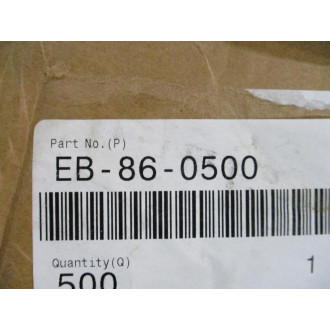 Part No.(P)
EB-86-0500
Quantity(Q)
500
1